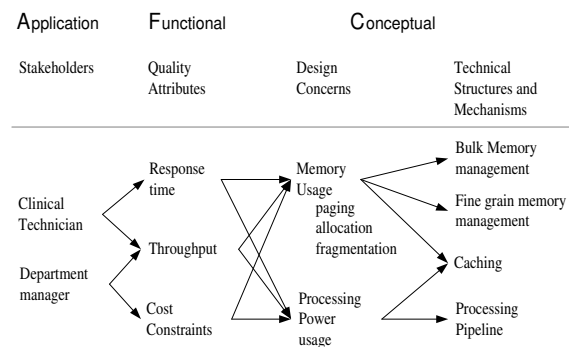 Application
Functional
Conceptual
Stakeholders
Quality
Attributes
Design
Concerns
Technical
Structures and
Mechanisms
Clinical
Technician
Department
manager
Response
time
Throughput
Cost
Constraints
Memory
Usage
paging
allocation
fragmentation
Processing
Power
usage
Bulk Memory
management
Fine grain memory
management
Caching
Processing
Pipeline